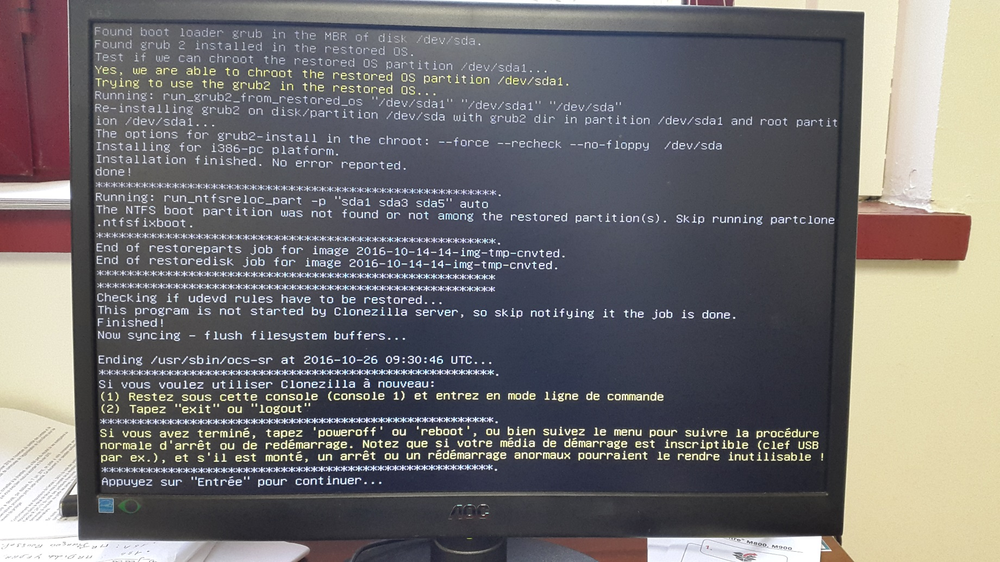 LED
Found boot loader grub in the MBR of disk /dev/sda.
Found grub 2 installed in the restored OS.
Test if we can chroot the restored OS partition /dev/sda1...
Yes, we are able to chroot the restored OS partition /dev/sda1.
Trying to use the grub2 in the restored OS...
Running: run_grub2_from_restored_os "/dev/sda1" "/dev/sda1" "/dev/sda"
Re-installing grub2 on disk/partition /dev/sda with grub2 dir in partition /dev/sda1 and root partit
ion /dev/sda1...
The options for grub2-install in the chroot: --force --recheck --no-floppy  /dev/sda
Installing for i386-pc platform.
Installation finished. No error reported.
done!
*****************************************************.
Running: run_ntfsreloc_part -p "sda1 sda3 sda5" auto
The NTFS boot partition was not found or not among the restored partition(s). Skip running partclone
.ntfsfixboot.
*****************************************************.
End of restoreparts job for image 2016-10-14-14-img-tmp-cnvted.
End of restoredisk job for image 2016-10-14-14-img-tmp-cnvted.
*****************************************************
*****************************************************
Checking if udevd rules have to be restored...
This program is not started by Clonezilla server, so skip notifying it the job is done.
Finished!
Now syncing - flush filesystem buffers...
Ending /usr/sbin/ocs-sr at 2016-10-26 09:30:46 UTC...
*****************************************************.
Si vous voulez utiliser Clonezilla à nouveau:
(1) Restez sous cette console (console 1) et entrez en mode ligne de commande
(2) Tapez "exit" ou "logout"
*****************************************************.
Si vous avez terminé, tapez 'poweroff' ou 'reboot', ou bien suivez le menu pour suivre la procédure
normale d'arrêt ou de redémarrage. Notez que si votre média de démarrage est inscriptible (clef USB
par ex.), et s'il est monté, un arrêt ou un rédémarrage anormaux pourraient le rendre inutilisable !
*****************************************************.
Appuyez sur "Entrée" pour continuer...
AOC
M800, M900
1.